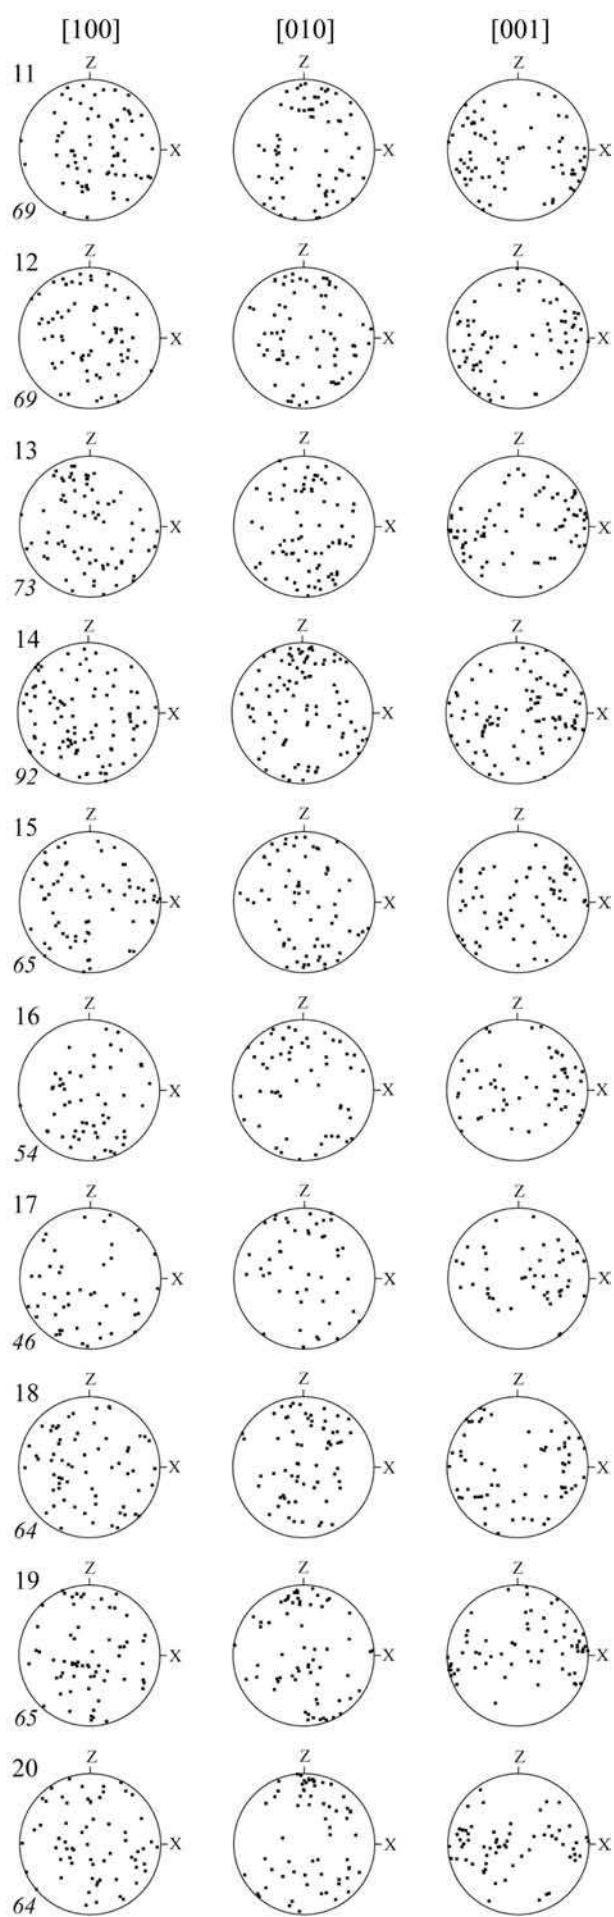 [100] [010] [001]
11 Z Z Z
X X X
69
12 Z Z Z
X X X
69
13 Z Z Z
X X X
73
14 Z Z Z
X X X
92
15 Z Z Z
X X X
65
16 Z Z Z
X X X
54
17 Z Z Z
X X X
46
18 Z Z Z
X X X
64
19 Z Z Z
X X X
65
20 Z Z Z
X X X
64